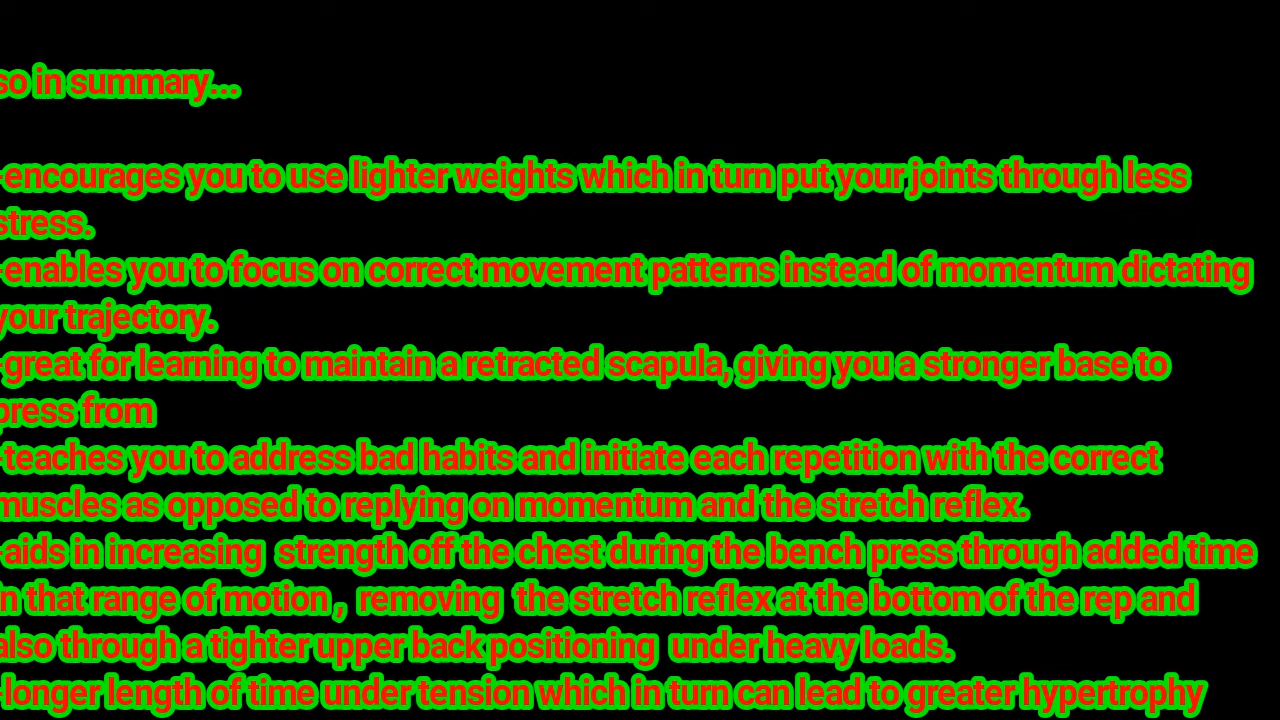 so in summary...
-encourages you to use lighter weights which in turn put your joints through less
stress.
-enables you to focus on correct movement patterns instead of momentum dictating
your trajectory.
-great for learning to maintain a retracted scapula, giving you a stronger base to
press from
-teaches you to address bad habits and initiate each repetition with the correct
muscles as opposed to replying on momentum and the stretch reflex.
-aids in increasing  strength off the chest during the bench press through added time
in that range of motion ,  removing  the stretch reflex at the bottom of the rep and
also through a tighter upper back positioning  under heavy loads.
-longer length of time under tension which in turn can lead to greater hypertrophy